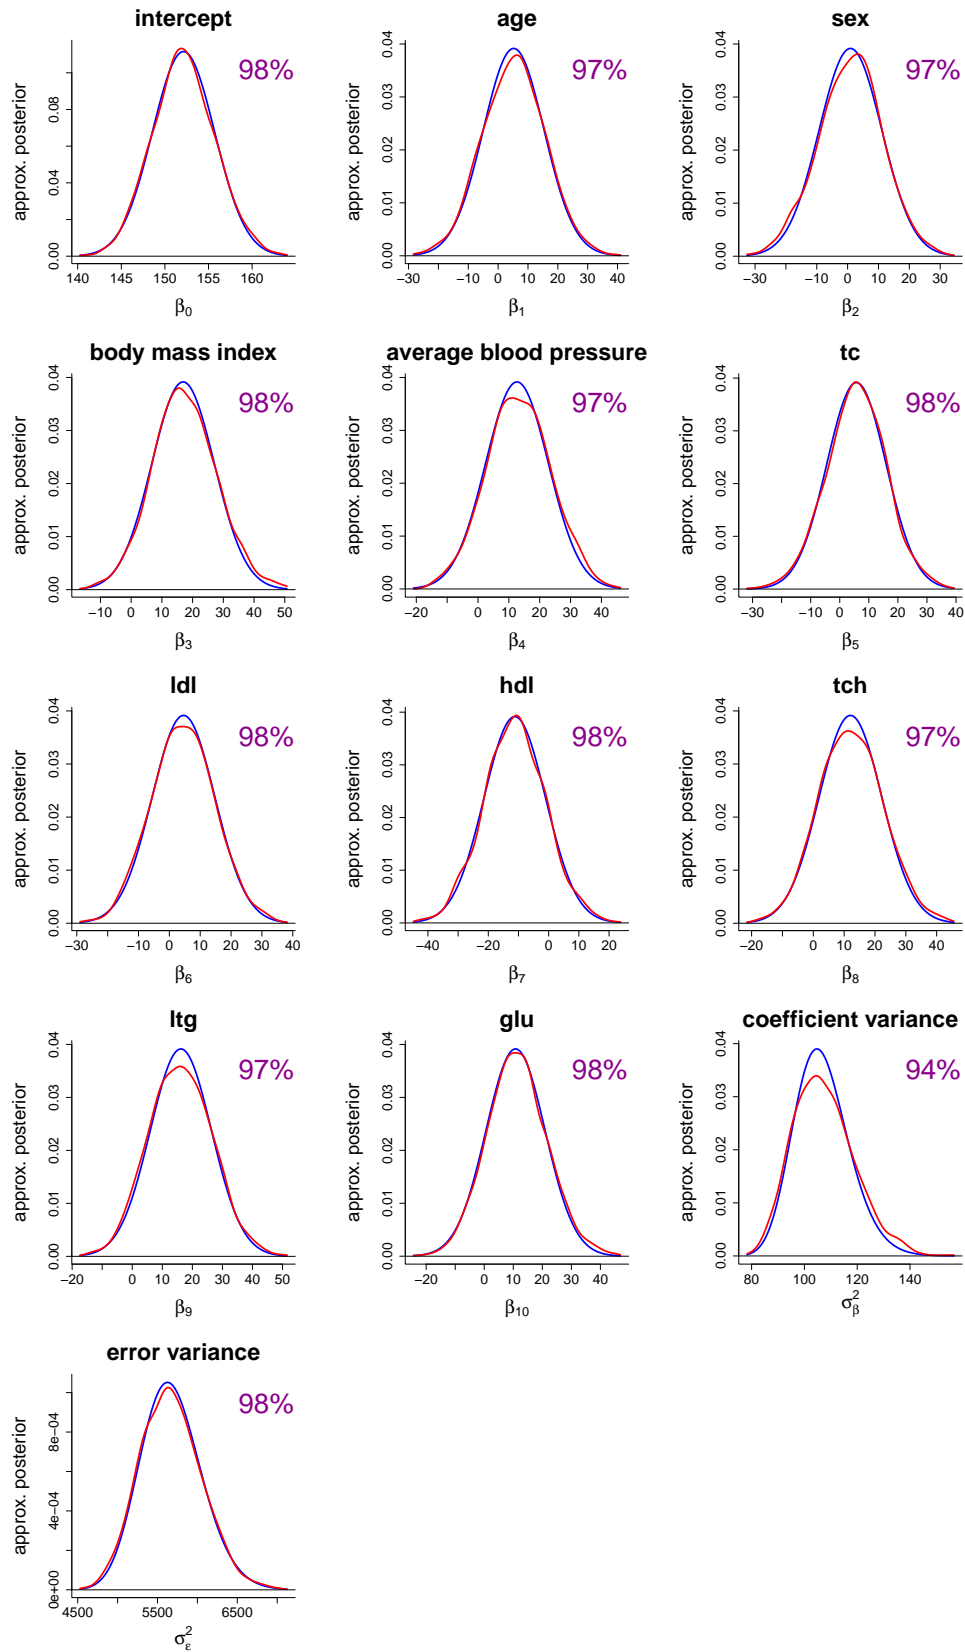 intercept
approx. posterior
0.00 0.04 0.08
98%
140 145 155 160
β0
age
approx. posterior
0.00 0.01 0.02 0.03 0.04
97%
−30 −10 0 10 20 30 40
β1
sex
approx. posterior
0.00 0.01 0.02 0.03 0.04
97%
−30 −10 0 10 20 30
β2
body mass index
approx. posterior
0.00 0.01 0.02 0.03 0.04
98%
−10 0 10 20 30 40 50
β3
average blood pressure
approx. posterior
0.00 0.01 0.02 0.03 0.04
97%
−20 0 10 20 30 40
β4
tc
approx. posterior
0.00 0.01 0.02 0.03 0.04
98%
−30 −10 0 10 20 30 40
β5
ldl
approx. posterior
0.00 0.01 0.02 0.03 0.04
98%
−30 −10 0 10 20 30 40
β6
hdl
approx. posterior
0.00 0.01 0.02 0.03 0.04
98%
−40 −20 0 10 20
β7
tch
approx. posterior
0.00 0.01 0.02 0.03 0.04
97%
−20 0 10 20 30 40
β8
ltg
approx. posterior
0.00 0.01 0.02 0.03 0.04
97%
−20 0 10 20 30 40 50
β9
glu
approx. posterior
0.00 0.01 0.02 0.03 0.04
98%
−20 0 10 20 30 40
β10
coefficient variance
approx. posterior
0.00 0.01 0.02 0.03 0.04
94%
80 100 120 140
σ²β
error variance
approx. posterior
0e+00 4e−04 8e−04
98%
4500 5500 6500
σ²ε